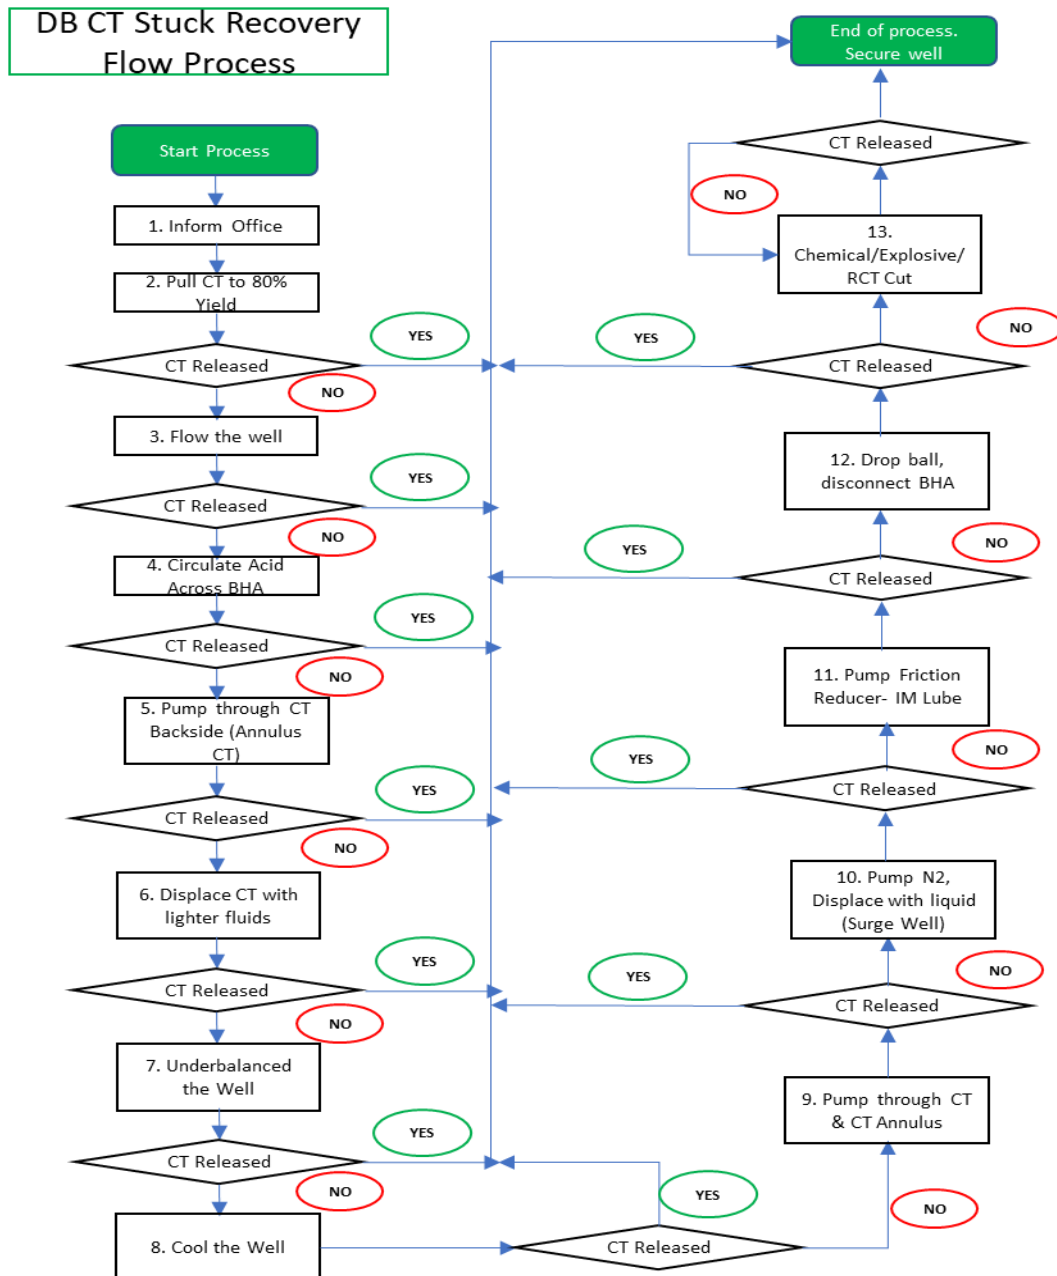 DB CT Stuck Recovery
Flow Process
Start Process
1. Inform Office
2. Pull CT to 80%
Yield
CT Released
YES
NO
3. Flow the well
CT Released
YES
NO
4. Circulate Acid
Across BHA
CT Released
YES
NO
5. Pump through CT
Backside (Annulus
CT)
CT Released
YES
NO
6. Displace CT with
lighter fluids
CT Released
YES
NO
7. Underbalanced
the Well
CT Released
YES
NO
8. Cool the Well
CT Released
YES
NO
9. Pump through CT
& CT Annulus
CT Released
YES
NO
10. Pump N2,
Displace with liquid
(Surge Well)
CT Released
YES
NO
11. Pump Friction
Reducer- IM Lube
CT Released
YES
NO
12. Drop ball,
disconnect BHA
CT Released
YES
NO
13.
Chemical/Explosive/
RCT Cut
CT Released
NO
End of process.
Secure well